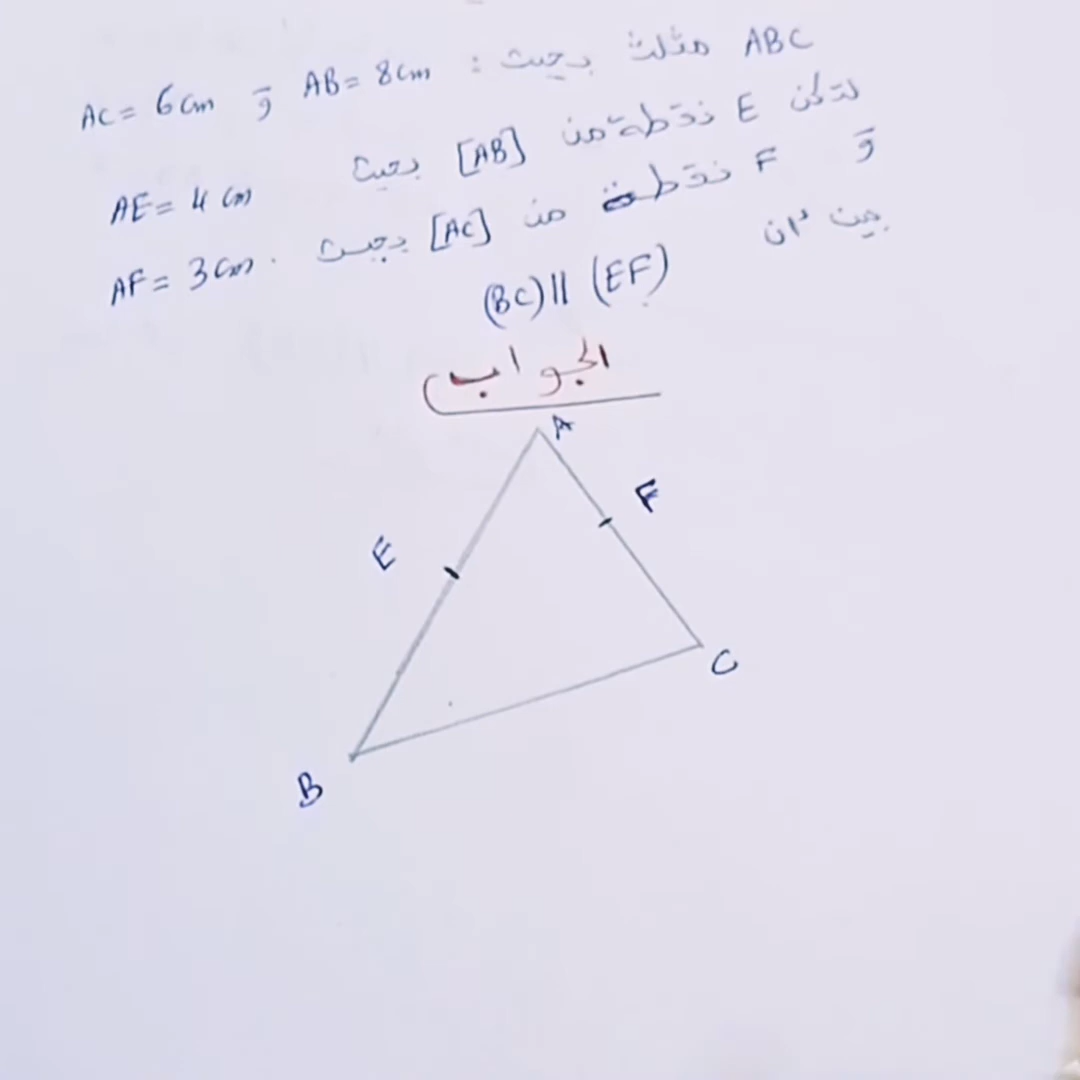 ABC مثلث بحيث : AB = 8cm و AC = 6cm
لتكن E نقطة من [AB] بحيث AE = 4 cm
و F نقطة من [AC] بحيث AF = 3cm .
بين أن (BC) // (EF)
الجواب
A
F
E
C
B